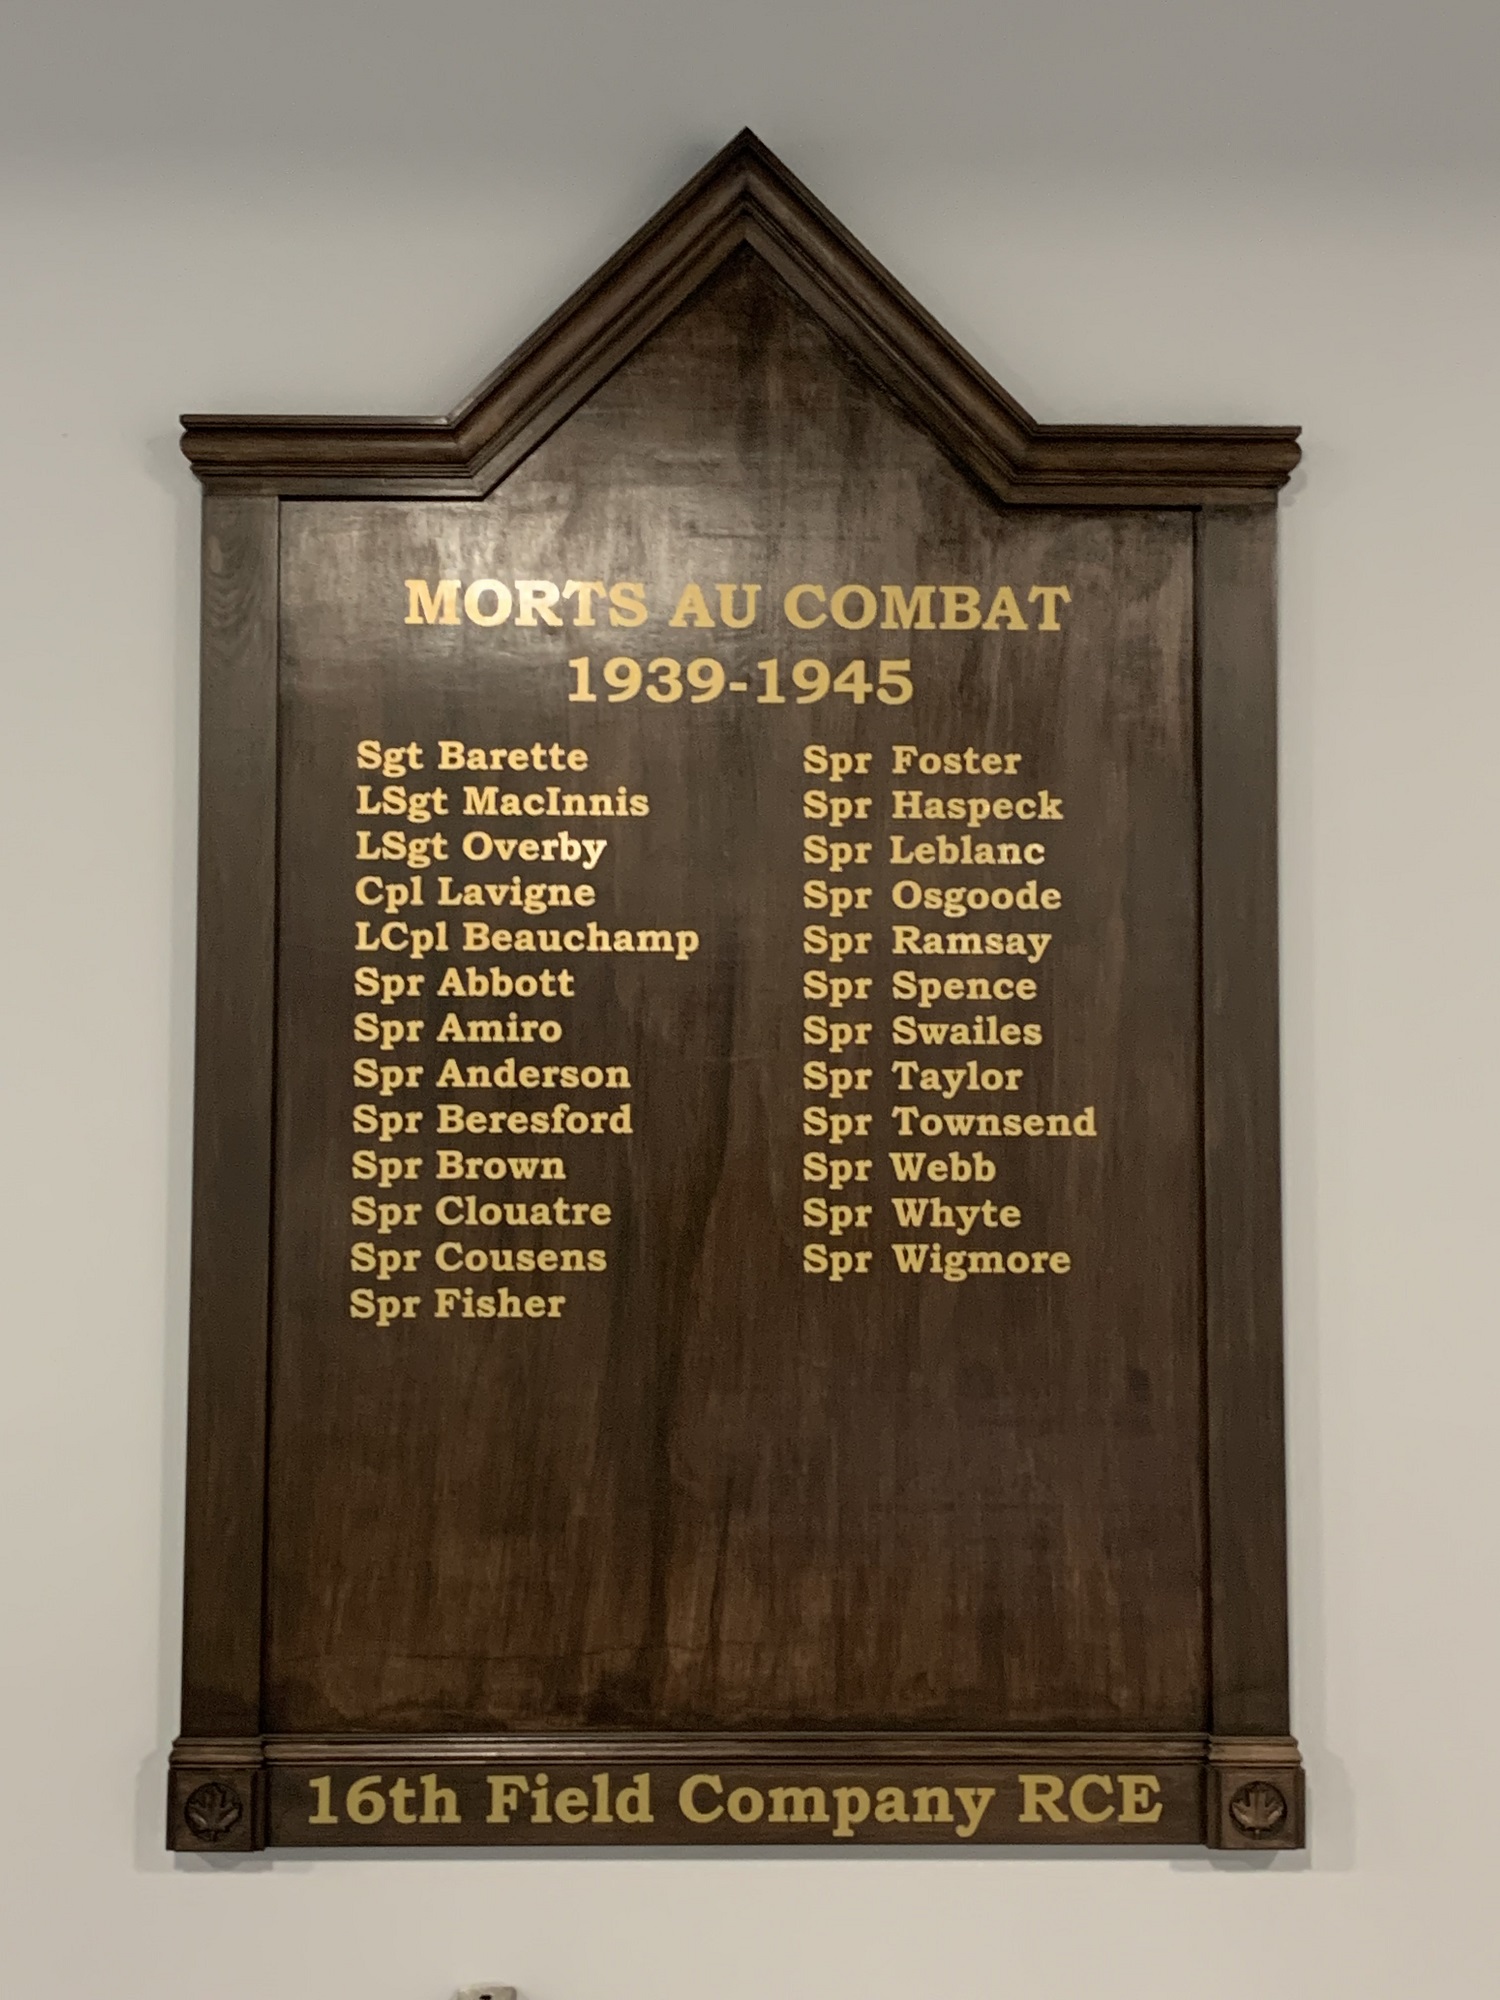 MORTS AU COMBAT
1939-1945
Sgt Barette
LSgt MacInnis
LSgt Overby
Cpl Lavigne
LCpl Beauchamp
Spr Abbott
Spr Amiro
Spr Anderson
Spr Beresford
Spr Brown
Spr Clouatre
Spr Cousens
Spr Fisher
Spr Foster
Spr Haspeck
Spr Leblanc
Spr Osgoode
Spr Ramsay
Spr Spence
Spr Swailes
Spr Taylor
Spr Townsend
Spr Webb
Spr Whyte
Spr Wigmore
16th Field Company RCE